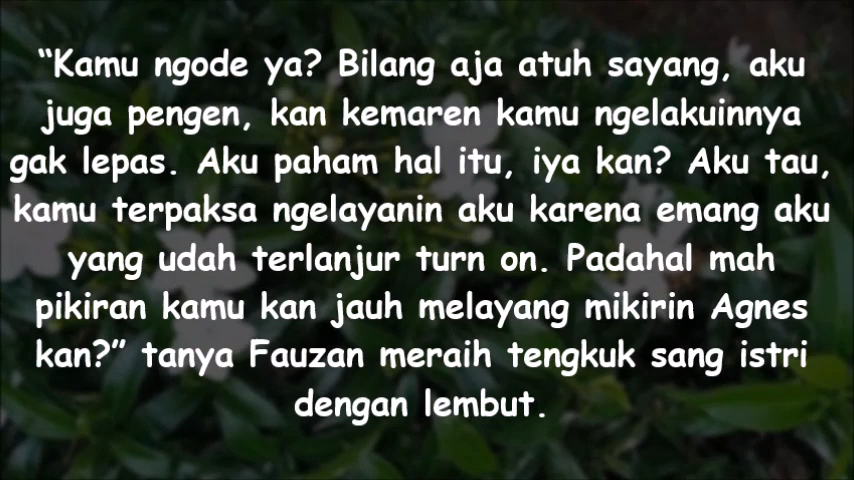 “Kamu ngode ya? Bilang aja atuh sayang, aku
juga pengen, kan kemaren kamu ngelakuinnya
gak lepas. Aku paham hal itu, iya kan? Aku tau,
kamu terpaksa ngelayanin aku karena emang aku
yang udah terlanjur turn on. Padahal mah
pikiran kamu kan jauh melayang mikirin Agnes
kan?” tanya Fauzan meraih tengkuk sang istri
dengan lembut.